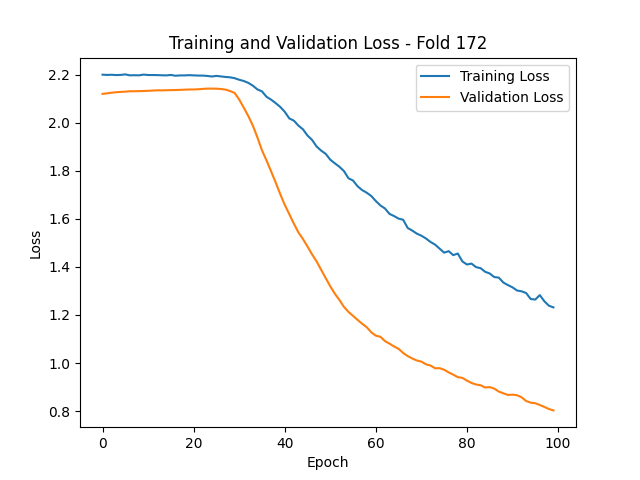 Training and Validation Loss - Fold 172
Training Loss
Validation Loss
2.2
2.0
1.8
1.6
1.4
1.2
1.0
0.8
Loss
0 20 40 60 80 100
Epoch